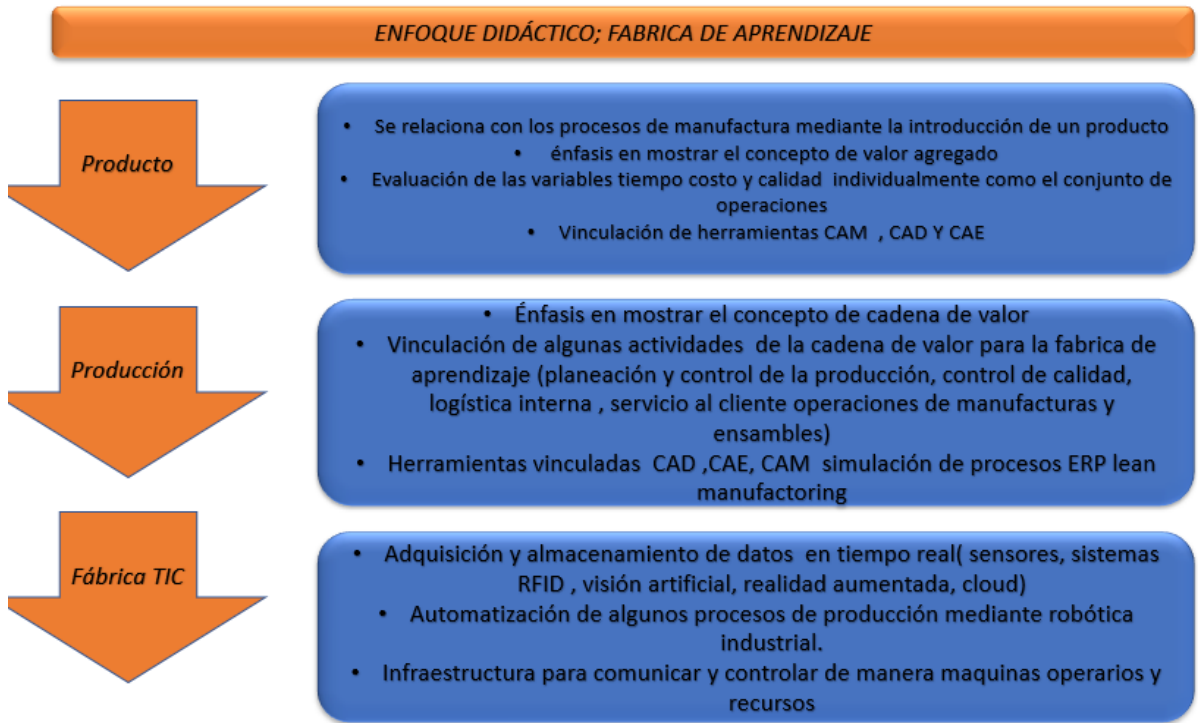 ENFOQUE DIDÁCTICO; FABRICA DE APRENDIZAJE
Producto
• Se relaciona con los procesos de manufactura mediante la introducción de un producto
• énfasis en mostrar el concepto de valor agregado
• Evaluación de las variables tiempo costo y calidad individualmente como el conjunto de
operaciones
• Vinculación de herramientas CAM , CAD Y CAE
Producción
• Énfasis en mostrar el concepto de cadena de valor
• Vinculación de algunas actividades de la cadena de valor para la fabrica de
aprendizaje (planeación y control de la producción, control de calidad,
logística interna , servicio al cliente operaciones de manufacturas y
ensambles)
• Herramientas vinculadas CAD ,CAE, CAM simulación de procesos ERP lean
manufactoring
Fábrica TIC
• Adquisición y almacenamiento de datos en tiempo real( sensores, sistemas
RFID , visión artificial, realidad aumentada, cloud)
• Automatización de algunos procesos de producción mediante robótica
industrial.
• Infraestructura para comunicar y controlar de manera maquinas operarios y
recursos